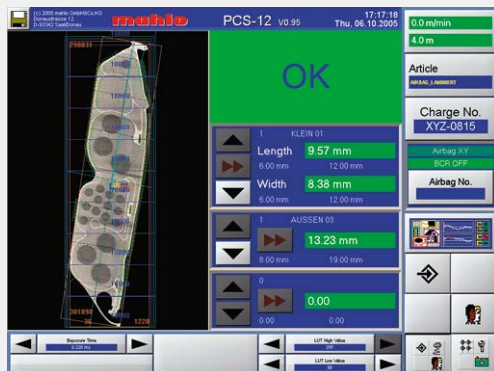 (c) 2005 mahlo GmbH&Co.KG
Donaustrasse 12
D-93342 Saal/Donau
mahlo
PCS-12 V0.95
17:17:18
Thu, 06.10.2005
0.0 m/min
4.0 m
OK
Article
AIRBAG_LAMINIERT
Charge No.
XYZ-0815
Airbag XY
BCR OFF
Airbag No.
1 KLEIN 01
Length 9.57 mm
6.00 mm 12.00 mm
Width 8.38 mm
6.00 mm 12.00 mm
1 AUSSEN 03
13.23 mm
8.00 mm 19.00 mm
0
0.00
0.00 0.00
Exposure Time
LUT High Value
LUT Low Value
1220